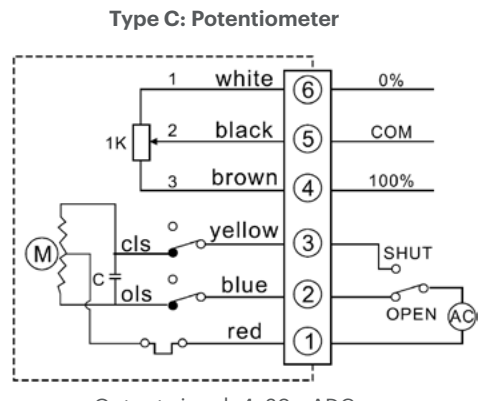 Type C: Potentiometer
1 white 6 0%
1K 2 black 5 COM
3 brown 4 100%
cls yellow 3 SHUT
M C
ols blue 2 OPEN AC
red 1